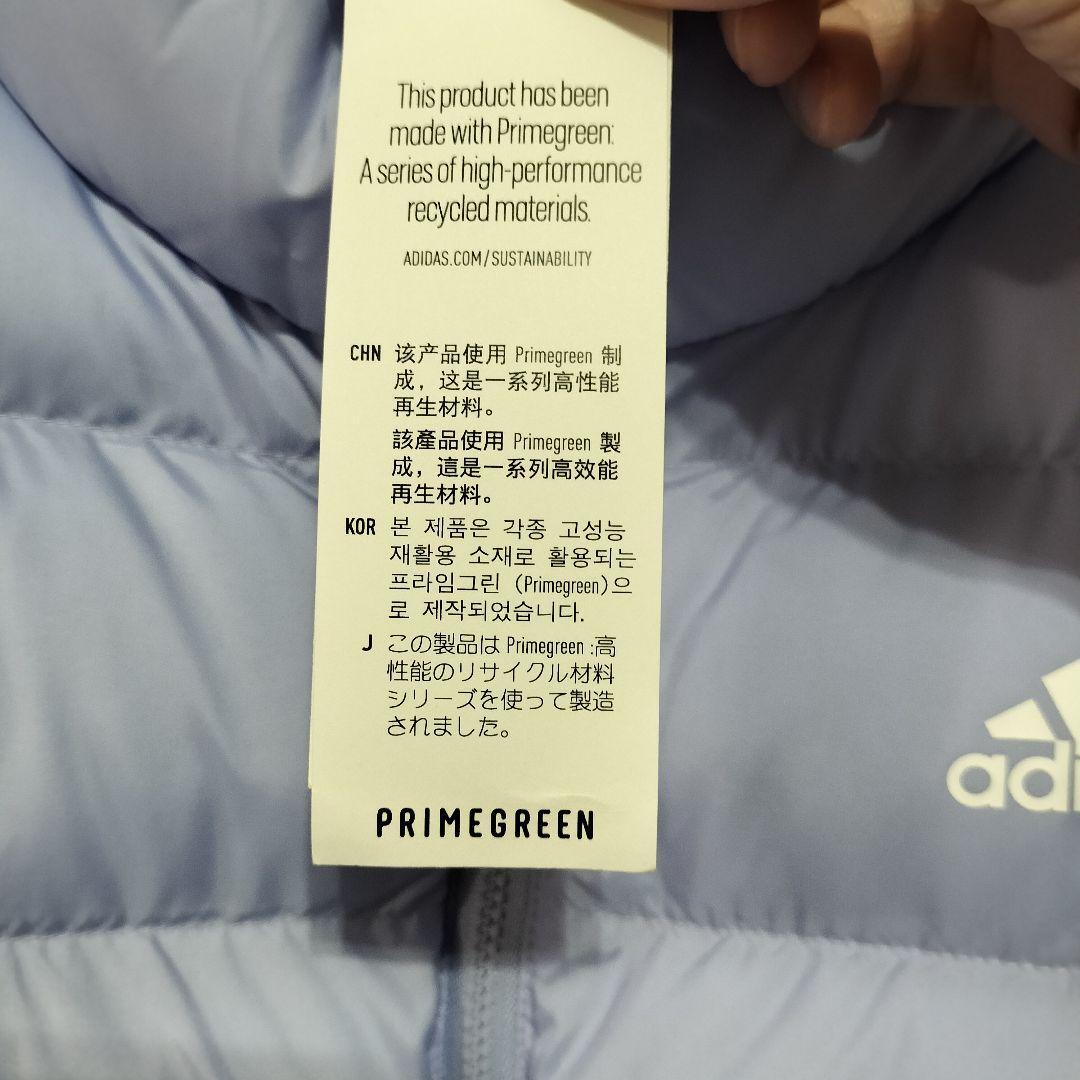 This product has been
made with Primegreen:
A series of high-performance
recycled materials.
ADIDAS.COM/SUSTAINABILITY
CHN 该产品使用 Primegreen 制
成，这是一系列高性能
再生材料。
該產品使用 Primegreen 製
成，這是一系列高效能
再生材料。
KOR 본 제품은 각종 고성능
재활용 소재로 활용되는
프라임그린 (Primegreen)으
로 제작되었습니다.
J この製品は Primegreen :高
性能のリサイクル材料
シリーズを使って製造
されました。
PRIMEGREEN
adi